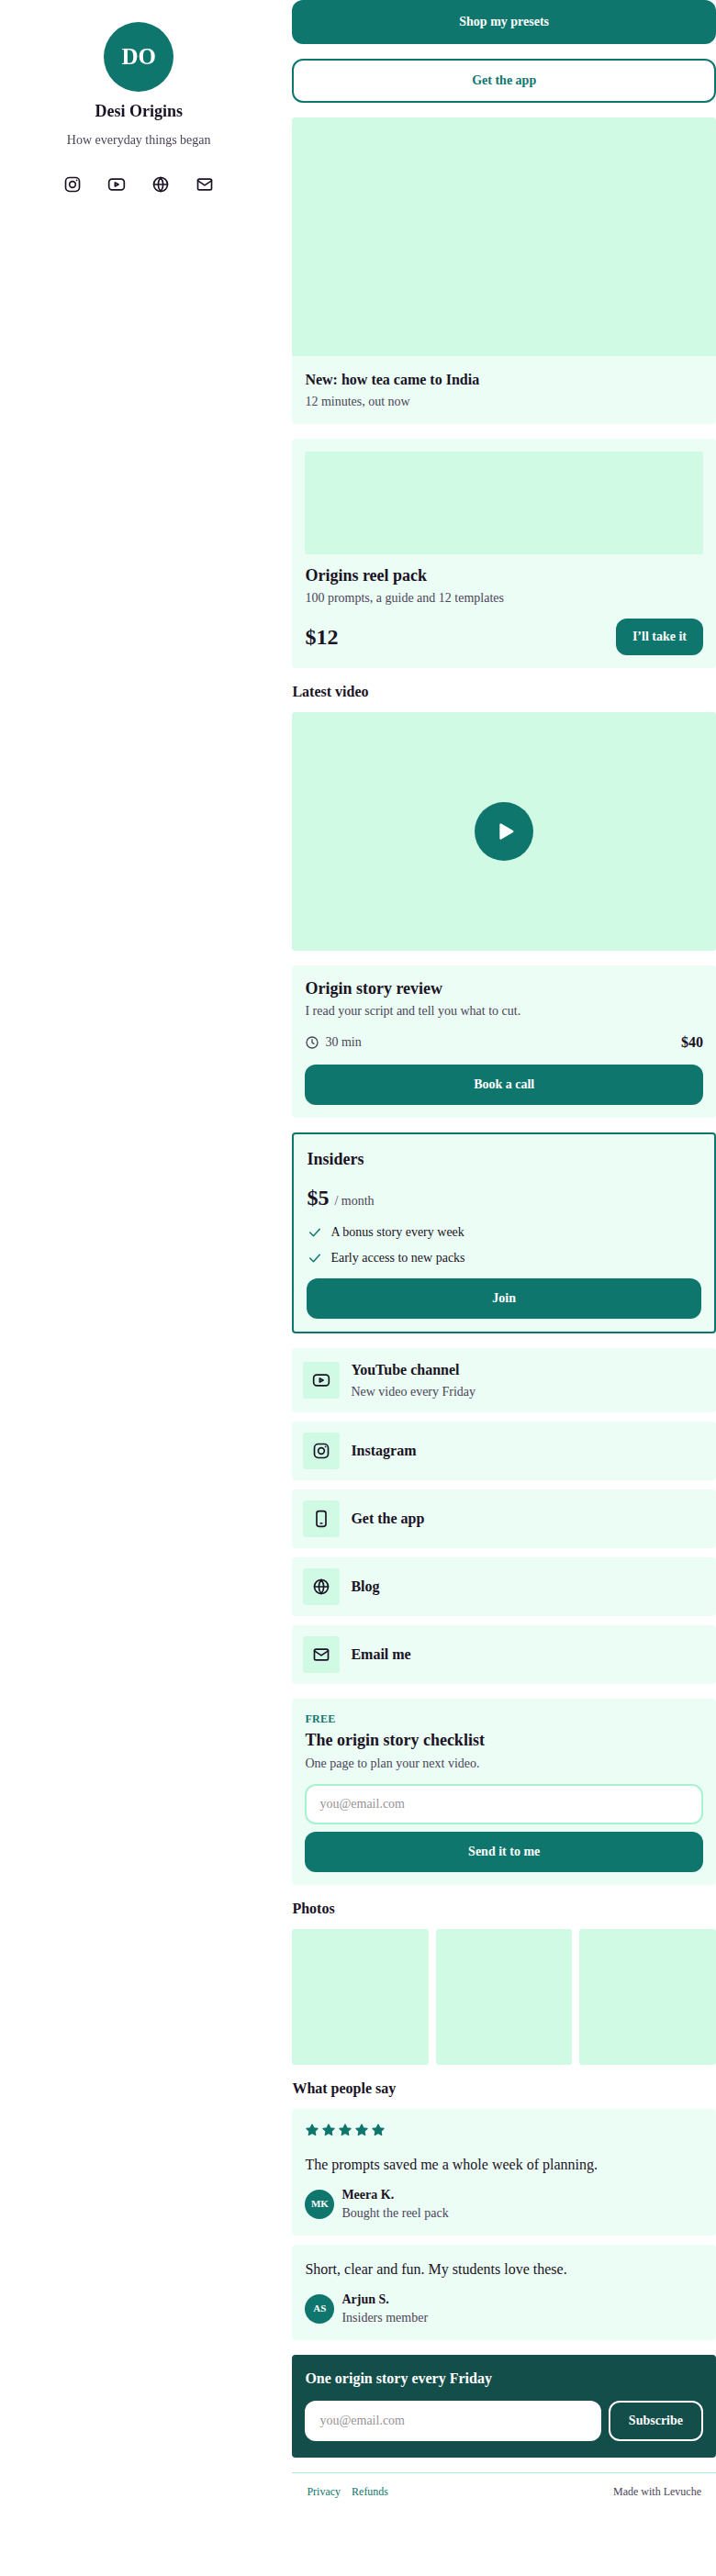 DO
Desi Origins
How everyday things began
Shop my presets
Get the app
New: how tea came to India
12 minutes, out now
Origins reel pack
100 prompts, a guide and 12 templates
$12
I’ll take it
Latest video
Origin story review
I read your script and tell you what to cut.
30 min
$40
Book a call
Insiders
$5 / month
A bonus story every week
Early access to new packs
Join
YouTube channel
New video every Friday
Instagram
Get the app
Blog
Email me
FREE
The origin story checklist
One page to plan your next video.
you@email.com
Send it to me
Photos
What people say
The prompts saved me a whole week of planning.
MK
Meera K.
Bought the reel pack
Short, clear and fun. My students love these.
AS
Arjun S.
Insiders member
One origin story every Friday
you@email.com
Subscribe
Privacy Refunds
Made with Levuche